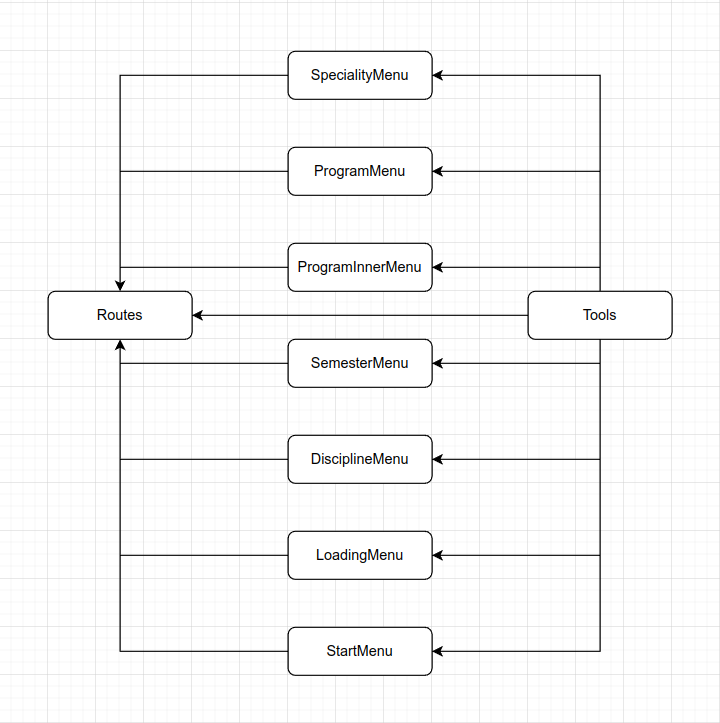 SpecialityMenu
ProgramMenu
ProgramInnerMenu
Routes
Tools
SemesterMenu
DisciplineMenu
LoadingMenu
StartMenu